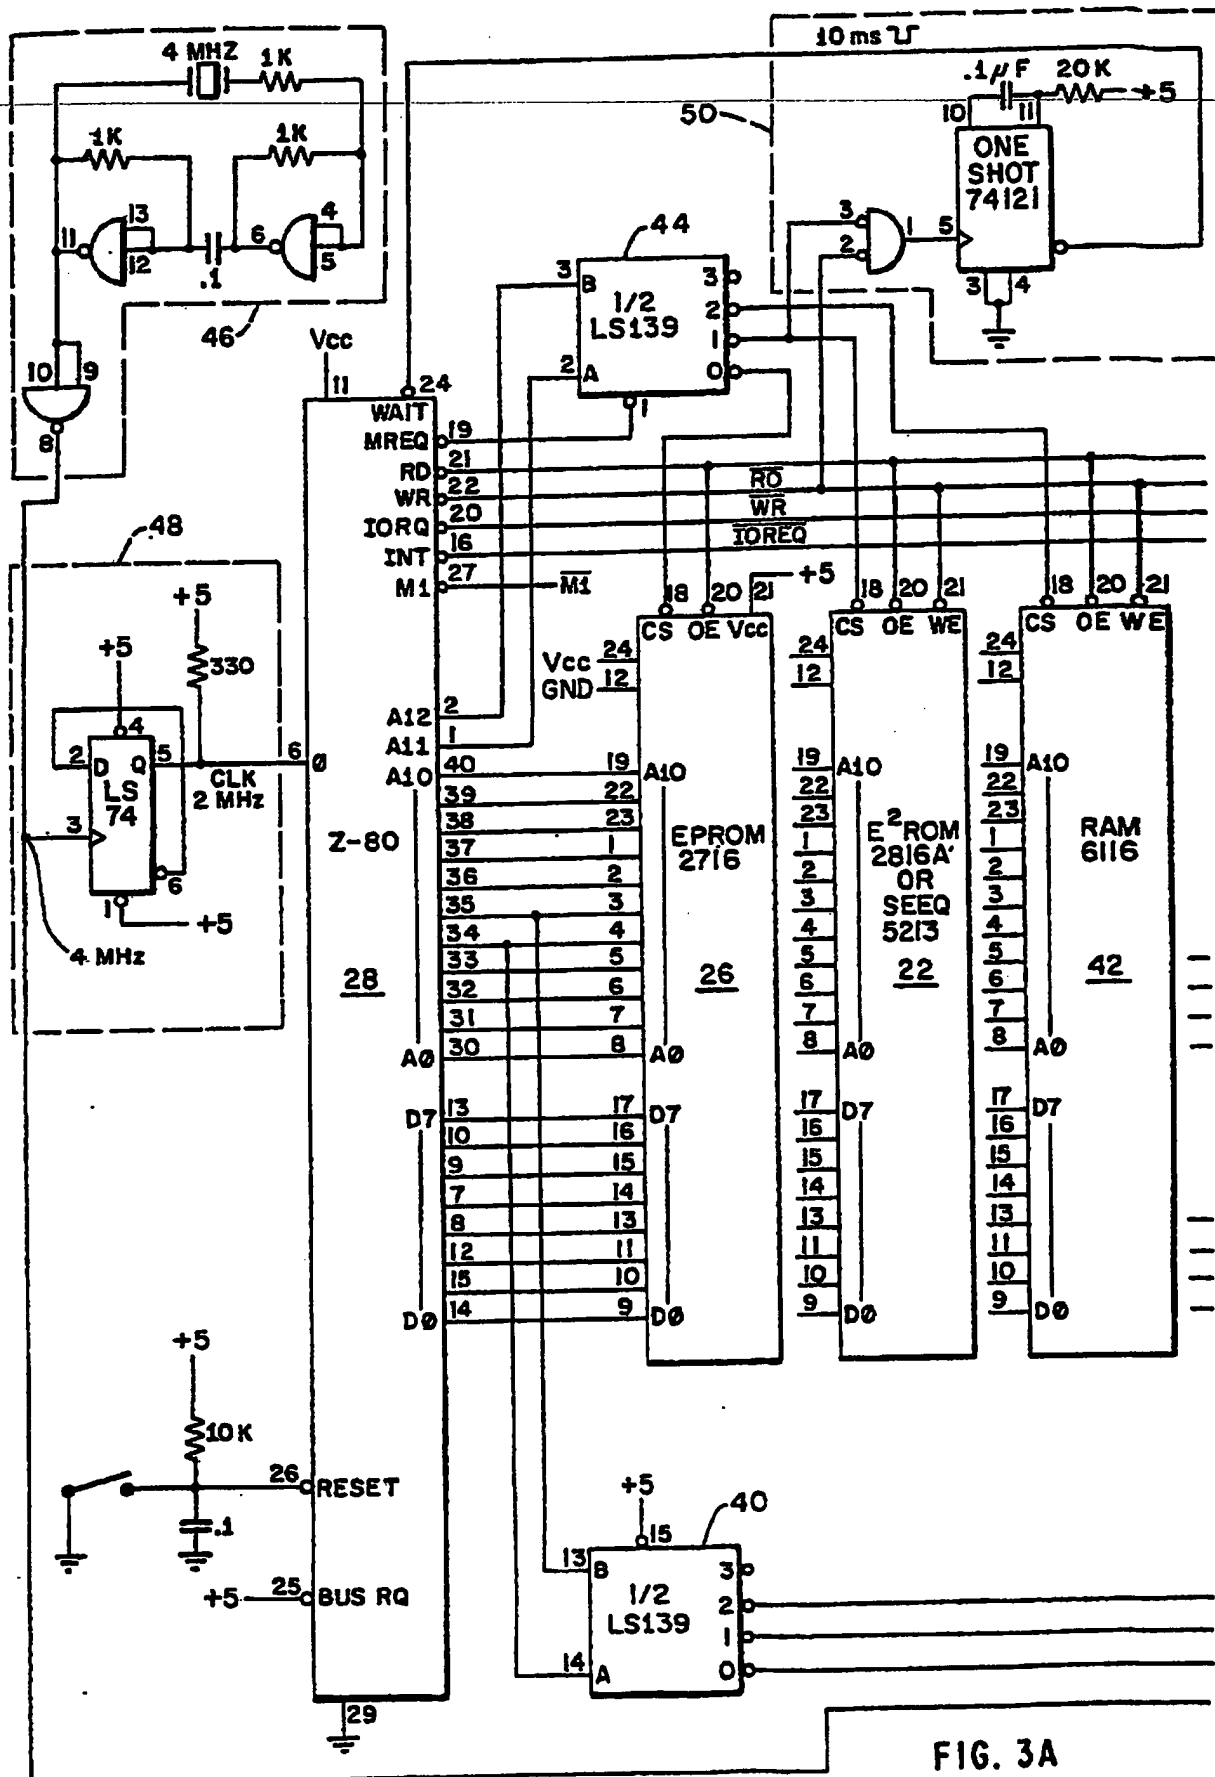 4 MHZ
1K
1K
1K
11
13
12
.1
6
4
5
46
10
9
8
10 ms
50
.1 µF
20K
+5
10
11
ONE
SHOT
74121
3
2
1
5
3
4
44
3
B
1/2
LS139
2
A
3
2
1
0
1
Vcc
11
24
WAIT
MREQ
19
RD
21
WR
22
IORQ
20
INT
16
M1
27
M1
RD
WR
IOREQ
48
+5
330
+5
4
2
D
Q
5
LS
74
3
6
1
+5
4 MHz
CLK
2 MHz
6
Ø
Z-80
28
A12
2
A11
1
A10
40
39
38
37
36
35
34
33
32
31
A0
30
D7
13
10
9
7
8
12
15
D0
14
18
20
21
+5
CS
OE
Vcc
Vcc
24
GND
12
19
A10
22
23
1
2
3
4
5
6
7
8
A0
EPROM
2716
26
17
D7
16
15
14
13
11
10
9
D0
18
20
21
CS
OE
WE
24
12
19
A10
22
23
1
2
3
4
5
6
7
8
A0
E²ROM
2816A
OR
SEEQ
5213
22
17
D7
16
15
14
13
11
10
9
D0
18
20
21
CS
OE
WE
24
12
19
A10
22
23
1
2
3
4
5
6
7
8
A0
RAM
6116
42
17
D7
16
15
14
13
11
10
9
D0
+5
10K
26
RESET
.1
+5
25
BUS RQ
29
+5
15
40
13
B
1/2
LS139
14
A
3
2
1
0
FIG. 3A